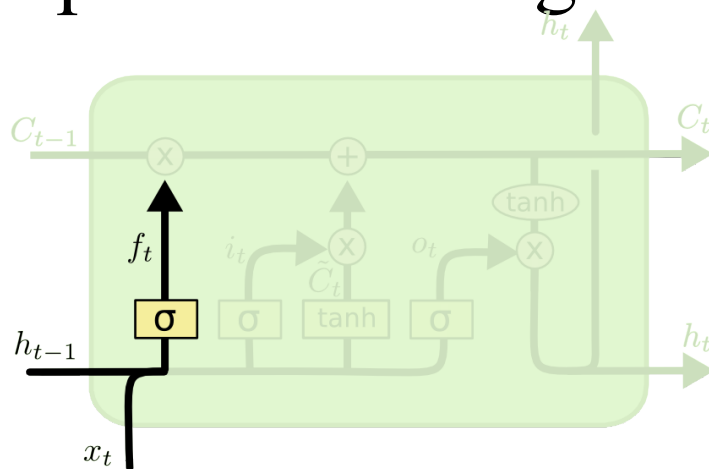 h_t
C_{t-1}
C_t
x
+
tanh
f_t
i_t
x
o_t
x
C̃_t
σ
σ
tanh
σ
h_{t-1}
h_t
x_t